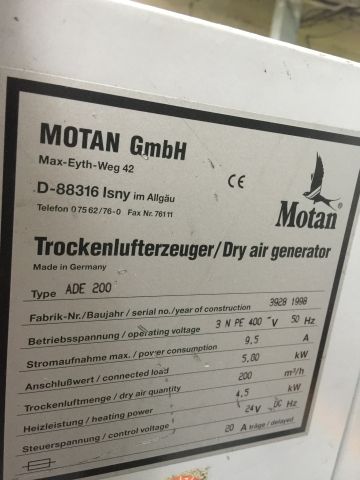 MOTAN GmbH
Max-Eyth-Weg 42
D-88316 Isny im Allgäu
Telefon 0 75 62/76-0 Fax Nr. 76111
CE
Motan
Trockenlufterzeuger/Dry air generator
Made in Germany
Type ADE 200
Fabrik-Nr./Baujahr / serial no./year of construction 3928 1998
Betriebsspannung / operating voltage 3 N PE 400 V 50 Hz
Stromaufnahme max. / power consumption 9,5 A
Anschlußwert / connected load 5,00 kW
Trockenluftmenge / dry air quantity 200 m³/h
Heizleistung / heating power 4,5 kW
Steuerspannung / control voltage 24 V DC Hz
20 A träge / delayed